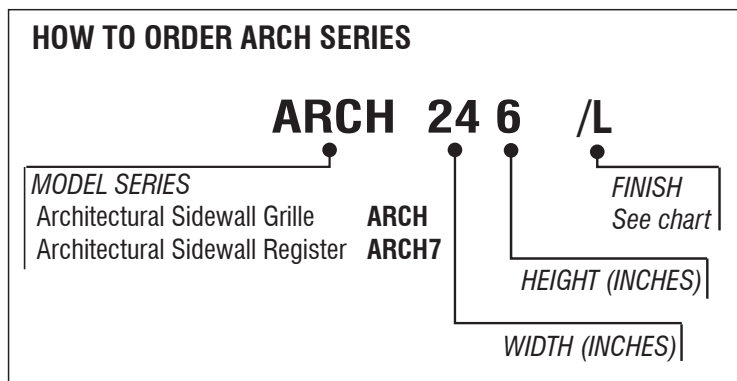 HOW TO ORDER ARCH SERIES
ARCH 24 6 /L
MODEL SERIES
Architectural Sidewall Grille ARCH
Architectural Sidewall Register ARCH7
FINISH
See chart
HEIGHT (INCHES)
WIDTH (INCHES)